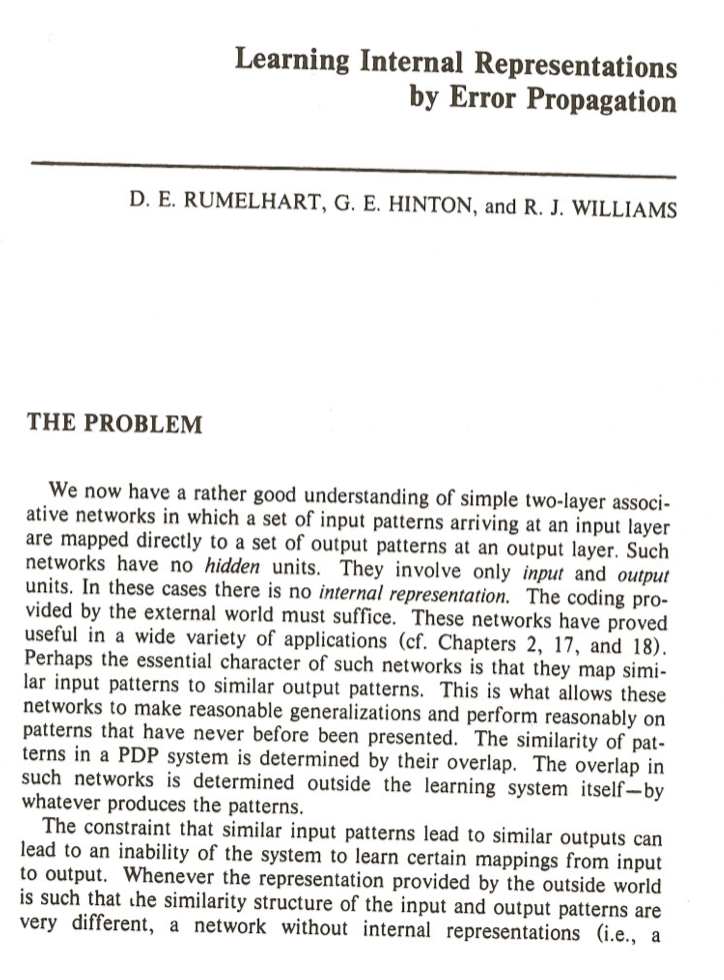 Learning Internal Representations
by Error Propagation
D. E. RUMELHART, G. E. HINTON, and R. J. WILLIAMS
THE PROBLEM
We now have a rather good understanding of simple two-layer associ-
ative networks in which a set of input patterns arriving at an input layer
are mapped directly to a set of output patterns at an output layer. Such
networks have no hidden units. They involve only input and output
units. In these cases there is no internal representation. The coding pro-
vided by the external world must suffice. These networks have proved
useful in a wide variety of applications (cf. Chapters 2, 17, and 18).
Perhaps the essential character of such networks is that they map simi-
lar input patterns to similar output patterns. This is what allows these
networks to make reasonable generalizations and perform reasonably on
patterns that have never before been presented. The similarity of pat-
terns in a PDP system is determined by their overlap. The overlap in
such networks is determined outside the learning system itself—by
whatever produces the patterns.
The constraint that similar input patterns lead to similar outputs can
lead to an inability of the system to learn certain mappings from input
to output. Whenever the representation provided by the outside world
is such that the similarity structure of the input and output patterns are
very different, a network without internal representations (i.e., a